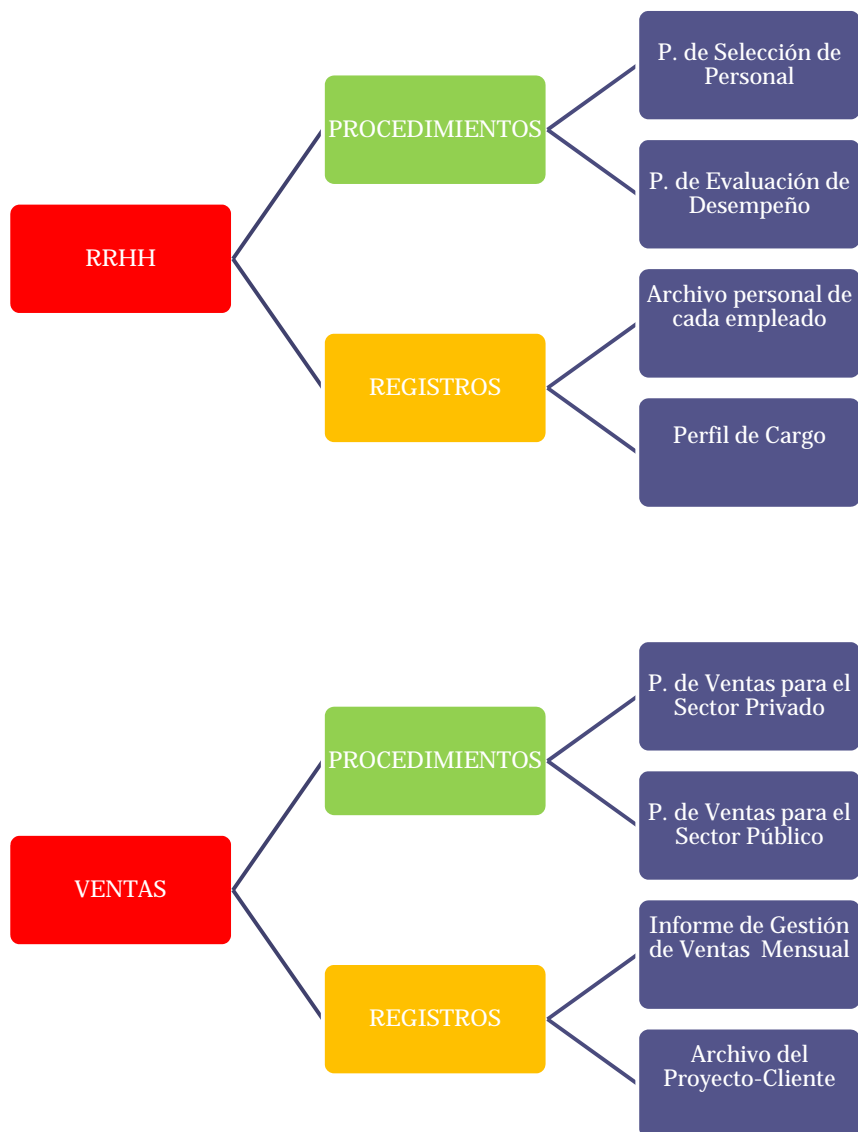 RRHH
PROCEDIMIENTOS
P. de Selección de
Personal
P. de Evaluación de
Desempeño
REGISTROS
Archivo personal de
cada empleado
Perfil de Cargo
VENTAS
PROCEDIMIENTOS
P. de Ventas para el
Sector Privado
P. de Ventas para el
Sector Público
REGISTROS
Informe de Gestión
de Ventas  Mensual
Archivo del
Proyecto-Cliente